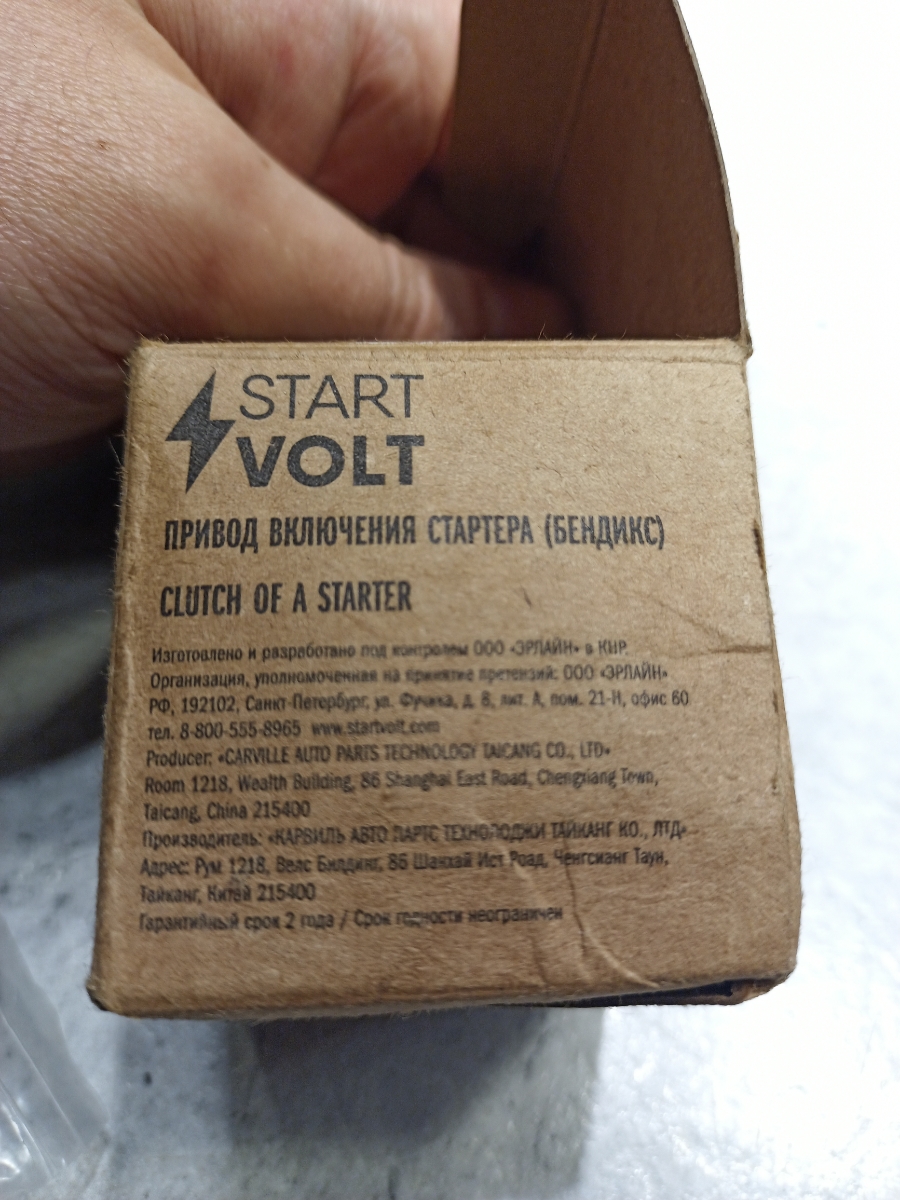 START
VOLT
ПРИВОД ВКЛЮЧЕНИЯ СТАРТЕРА (БЕНДИКС)
CLUTCH OF A STARTER
Изготовлено и разработано под контролем ООО «ЭРЛАЙН» в КНР.
Организация, уполномоченная на принятие претензий: ООО «ЭРЛАЙН»
РФ, 192102, Санкт-Петербург, ул. Фучика, д. 8, лит. А, пом. 21-Н, офис 60
тел. 8-800-555-8965 www.startvolt.com
Producer: «CARVILLE AUTO PARTS TECHNOLOGY TAICANG CO., LTD»
Room 1218, Wealth Building, 86 Shanghai East Road, Chengxiang Town,
Taicang, China 215400
Производитель: «КАРВИЛЬ АВТО ПАРТС ТЕХНОЛОДЖИ ТАЙКАНГ КО., ЛТД»
Адрес: Рум 1218, Велс Билдинг, 86 Шанхай Ист Роад, Ченгсианг Таун,
Тайканг, Китай 215400
Гарантийный срок 2 года / Срок годности неограничен